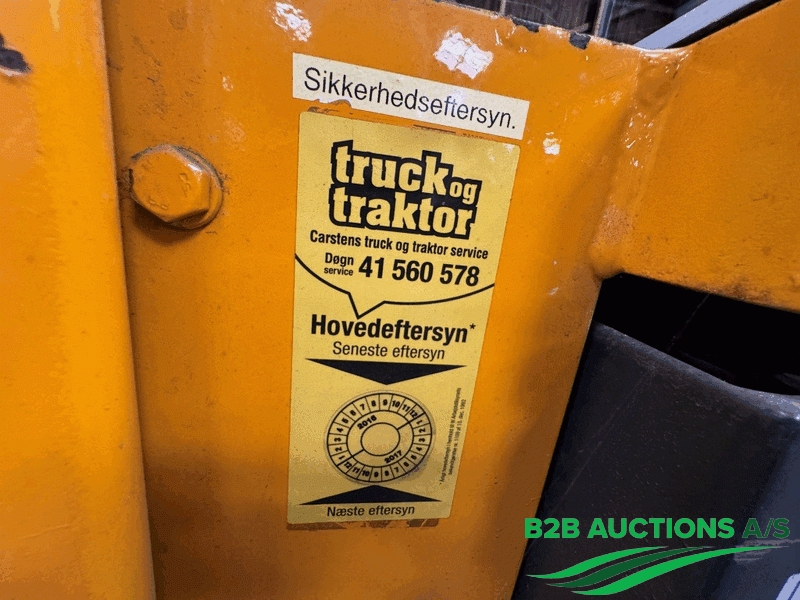 Sikkerhedseftersyn.
truck og
traktor
Carstens truck og traktor service
Døgn
service 41 560 578
Hovedeftersyn*
Seneste eftersyn
2016
2017
Næste eftersyn
B2B AUCTIONS A/S